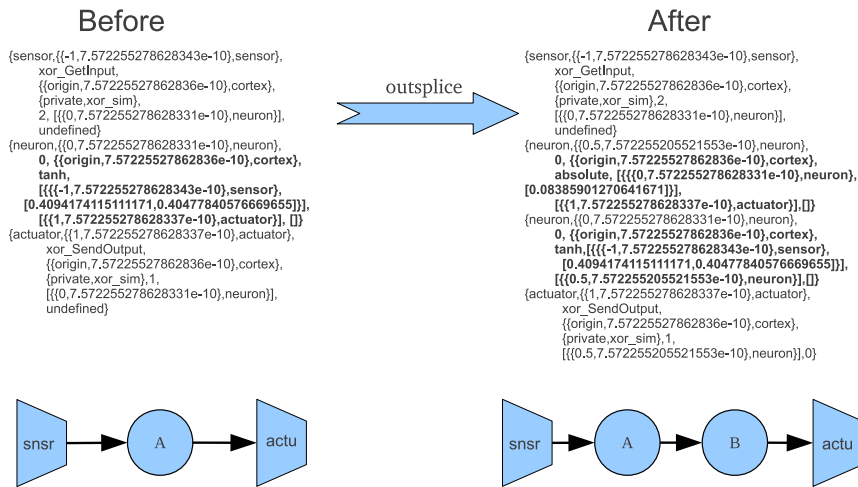 Before
{sensor,{{-1,7.572255278628343e-10},sensor},
xor_GetInput,
{{origin,7.57225527862836e-10},cortex},
{private,xor_sim},
2, [{{0,7.572255278628331e-10},neuron}],
undefined}
{neuron,{{0,7.572255278628331e-10},neuron},
0, {{origin,7.57225527862836e-10},cortex},
tanh,
[{{{-1,7.572255278628343e-10},sensor},
[0.4094174115111171,0.40477840576669655]}],
[{{1,7.572255278628337e-10},actuator}], []}
{actuator,{{1,7.572255278628337e-10},actuator},
xor_SendOutput,
{{origin,7.57225527862836e-10},cortex},
{private,xor_sim},1,
[{{0,7.572255278628331e-10},neuron}],
undefined}
outsplice
After
{sensor,{{-1,7.572255278628343e-10},sensor},
xor_GetInput,
{{origin,7.57225527862836e-10},cortex},
{private,xor_sim},2,
[{{0,7.572255278628331e-10},neuron}],
undefined}
{neuron,{{0.5,7.572255205521553e-10},neuron},
0, {{origin,7.57225527862836e-10},cortex},
absolute, [{{{0,7.572255278628331e-10},neuron},
[0.08385901270641671]}],
[{{1,7.572255278628337e-10},actuator}],[]}
{neuron,{{0,7.572255278628331e-10},neuron},
0, {{origin,7.57225527862836e-10},cortex},
tanh,[{{{-1,7.572255278628343e-10},sensor},
[0.4094174115111171,0.40477840576669655]}],
[{{0.5,7.572255205521553e-10},neuron}],[]}
{actuator,{{1,7.572255278628337e-10},actuator},
xor_SendOutput,
{{origin,7.57225527862836e-10},cortex},
{private,xor_sim},1,
[{{0.5,7.572255205521553e-10},neuron}],0}
snsr
A
actu
snsr
A
B
actu